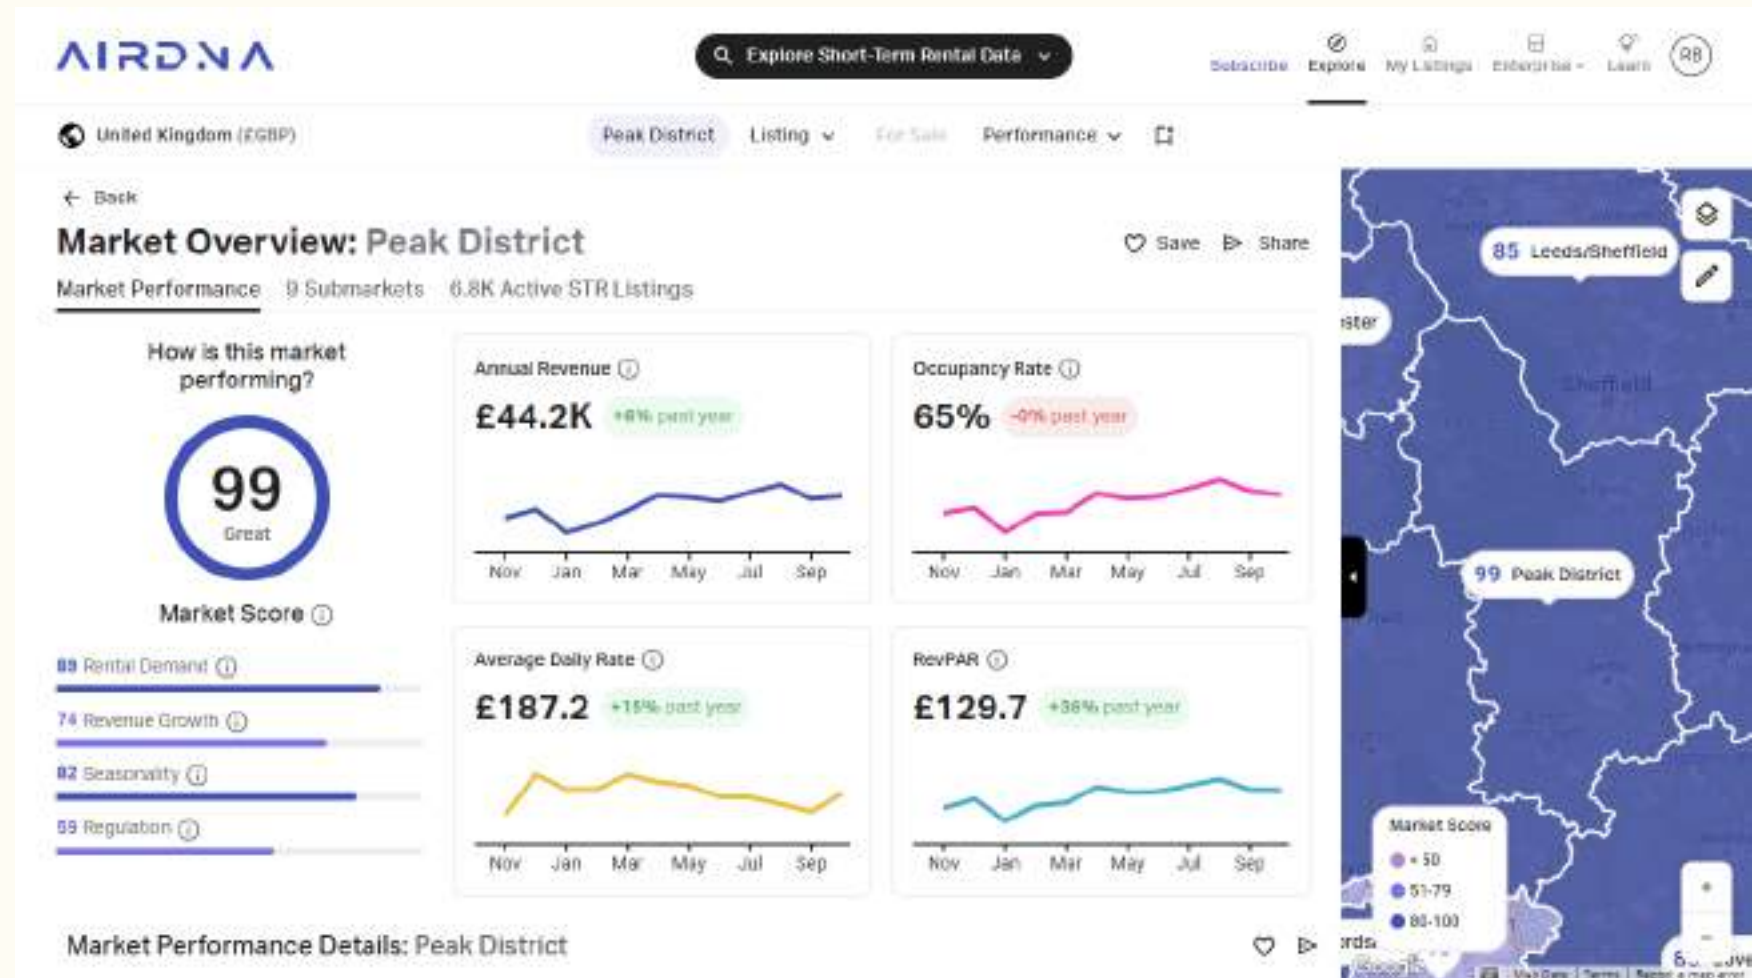 AIRDNA
Explore Short-Term Rental Data
Subscribe
Explore
My Listings
Enterprise
Learn
RB
United Kingdom (£GBP)
Peak District
Listing
For Sale
Performance
Back
Market Overview: Peak District
Save
Share
Market Performance
9 Submarkets
6.8K Active STR Listings
How is this market
performing?
99
Great
Market Score
89 Rental Demand
74 Revenue Growth
82 Seasonality
59 Regulation
Annual Revenue
£44.2K
+6% past year
Nov Jan Mar May Jul Sep
Occupancy Rate
65%
-0% past year
Nov Jan Mar May Jul Sep
Average Daily Rate
£187.2
+15% past year
Nov Jan Mar May Jul Sep
RevPAR
£129.7
+36% past year
Nov Jan Mar May Jul Sep
85 Leeds/Sheffield
ster
Sheffield
99 Peak District
Market Score
< 50
51-79
80-100
Market Performance Details: Peak District